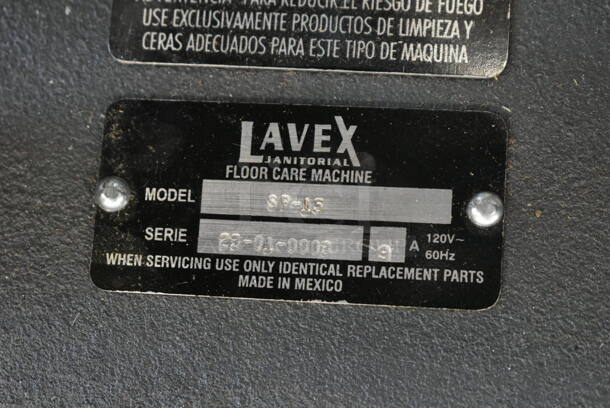 PARA REDUCIR EL RIESGO DE FUEGO
USE EXCLUSIVAMENTE PRODUCTOS DE LIMPIEZA Y
CERAS ADECUADOS PARA ESTE TIPO DE MAQUINA
LAVEX
JANITORIAL
FLOOR CARE MACHINE
MODEL
SERIE A 120V~
60Hz
WHEN SERVICING USE ONLY IDENTICAL REPLACEMENT PARTS
MADE IN MEXICO